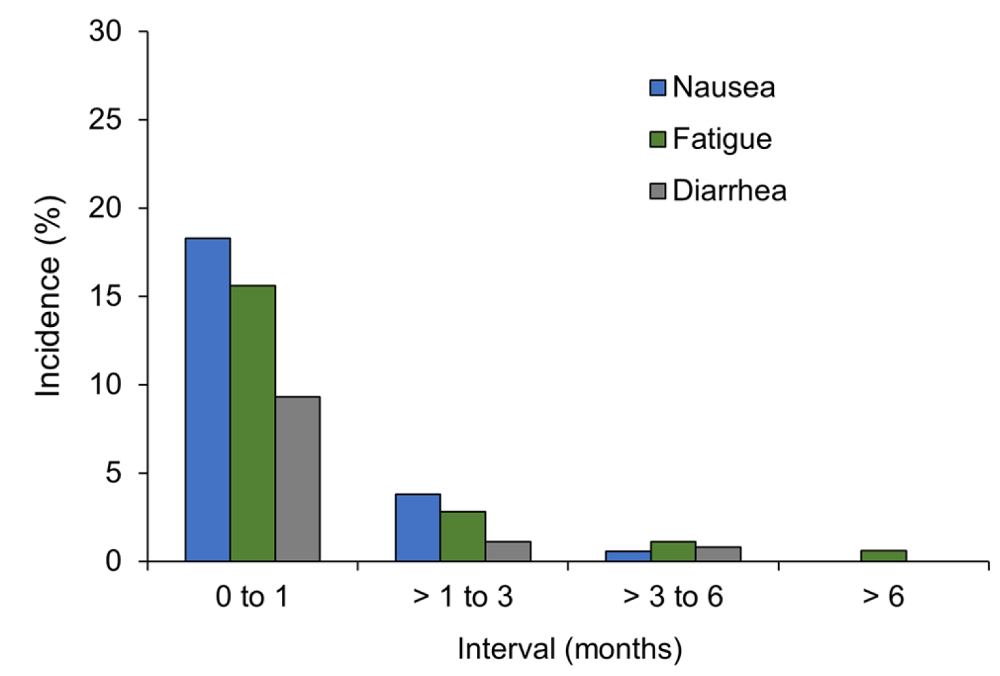 30
25
20
15
10
5
0
Incidence (%)
Nausea
Fatigue
Diarrhea
0 to 1
> 1 to 3
> 3 to 6
> 6
Interval (months)